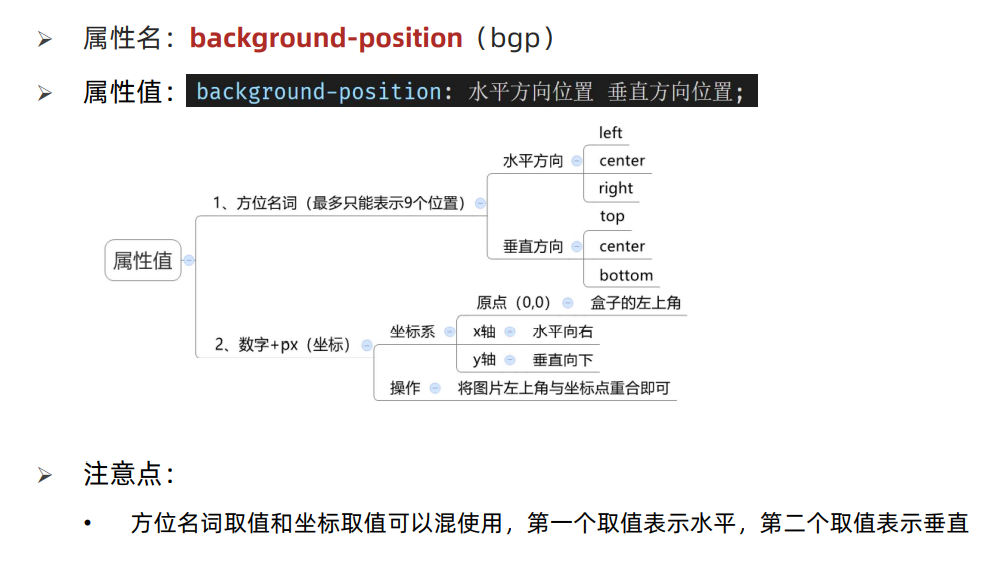 ➢ 属性名：background-position（bgp）
➢ 属性值：background-position: 水平方向位置 垂直方向位置;
属性值
1、方位名词（最多只能表示9个位置）
水平方向
left
center
right
垂直方向
top
center
bottom
2、数字+px（坐标）
坐标系
原点（0,0） 盒子的左上角
x轴 水平向右
y轴 垂直向下
操作 将图片左上角与坐标点重合即可
➢ 注意点：
• 方位名词取值和坐标取值可以混使用，第一个取值表示水平，第二个取值表示垂直